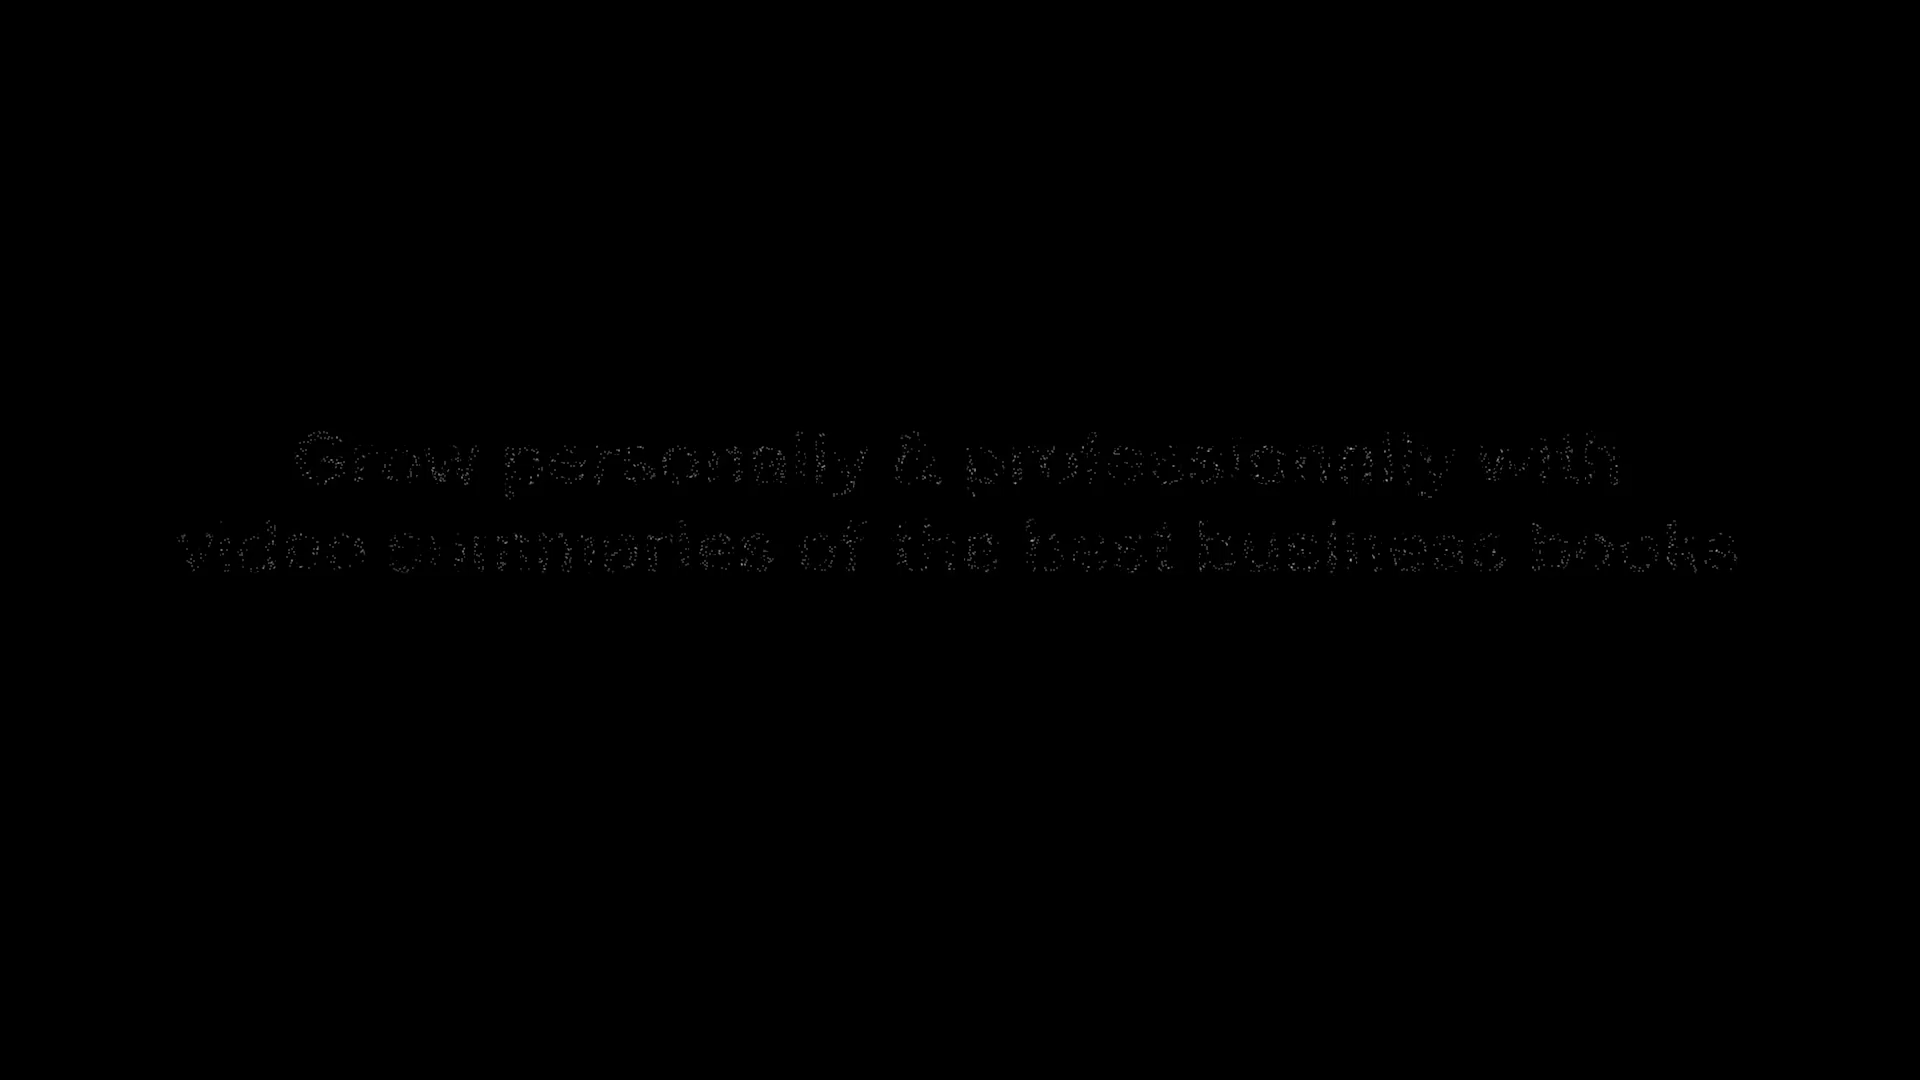 Grow personally & professionally with
video summaries of the best business books